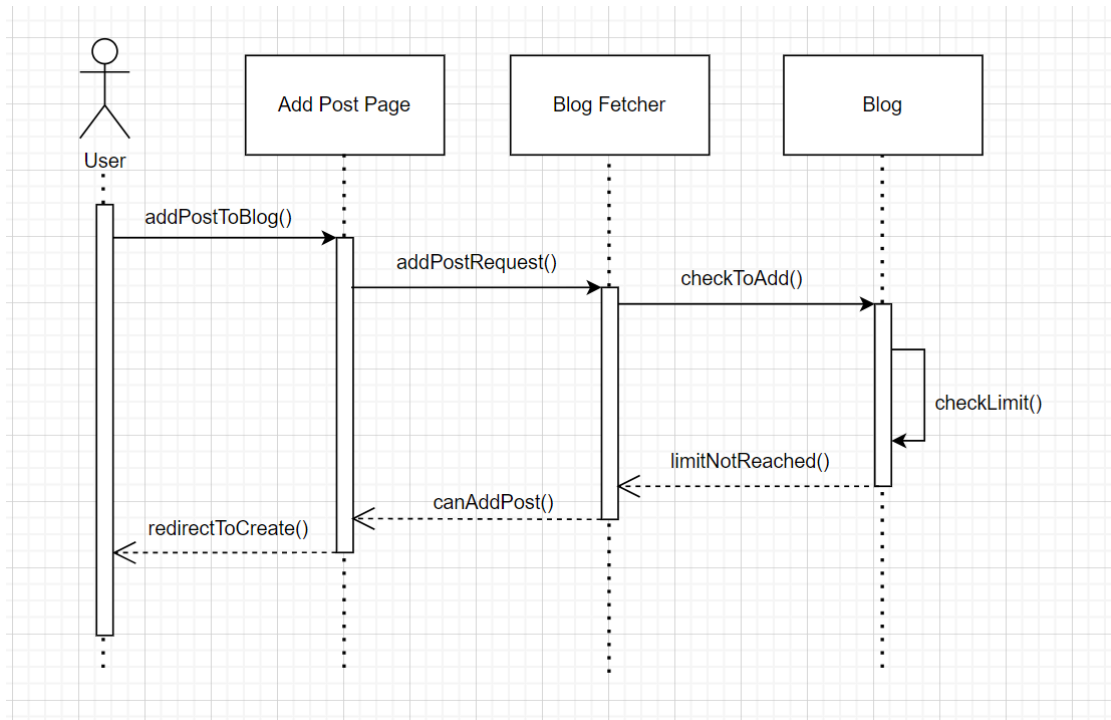 Add Post Page
Blog Fetcher
Blog
User
addPostToBlog()
addPostRequest()
checkToAdd()
checkLimit()
limitNotReached()
canAddPost()
redirectToCreate()